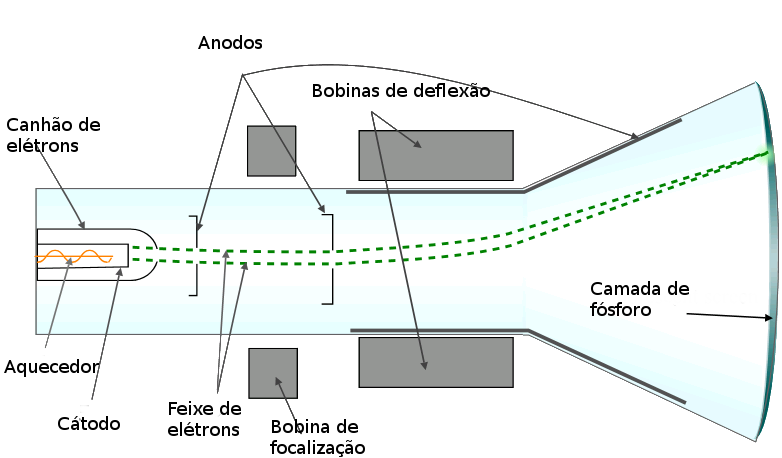 Anodos
Bobinas de deflexão
Canhão de
elétrons
Camada de
fósforo
Aquecedor
Cátodo
Feixe de
elétrons
Bobina de
focalização